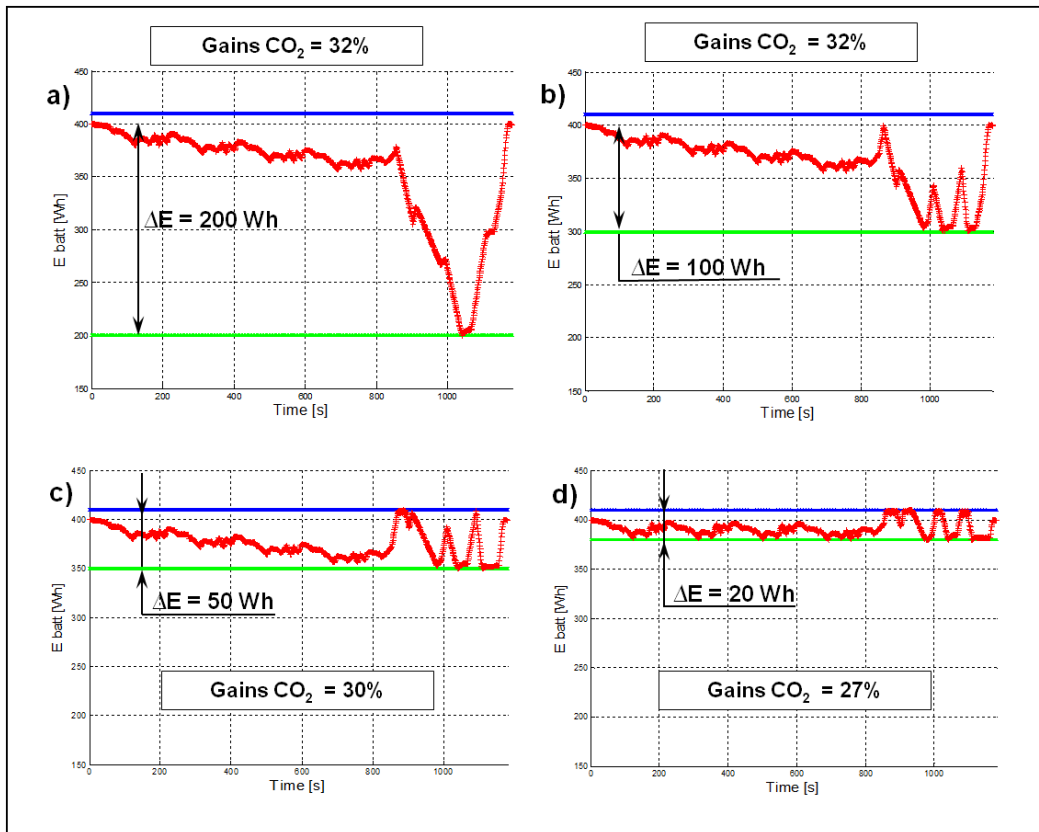 Gains CO₂ = 32%
a)
450
400
350
300
250
200
150
E batt [Wh]
ΔE = 200 Wh
0
200
400
600
800
1000
Time [s]
Gains CO₂ = 32%
b)
450
400
350
300
250
200
150
E batt [Wh]
ΔE = 100 Wh
0
200
400
600
800
1000
Time [s]
c)
450
400
350
300
250
200
150
E batt [Wh]
ΔE = 50 Wh
Gains CO₂ = 30%
0
200
400
600
800
1000
Time [s]
d)
450
400
350
300
250
200
150
E batt [Wh]
ΔE = 20 Wh
Gains CO₂ = 27%
0
200
400
600
800
1000
Time [s]